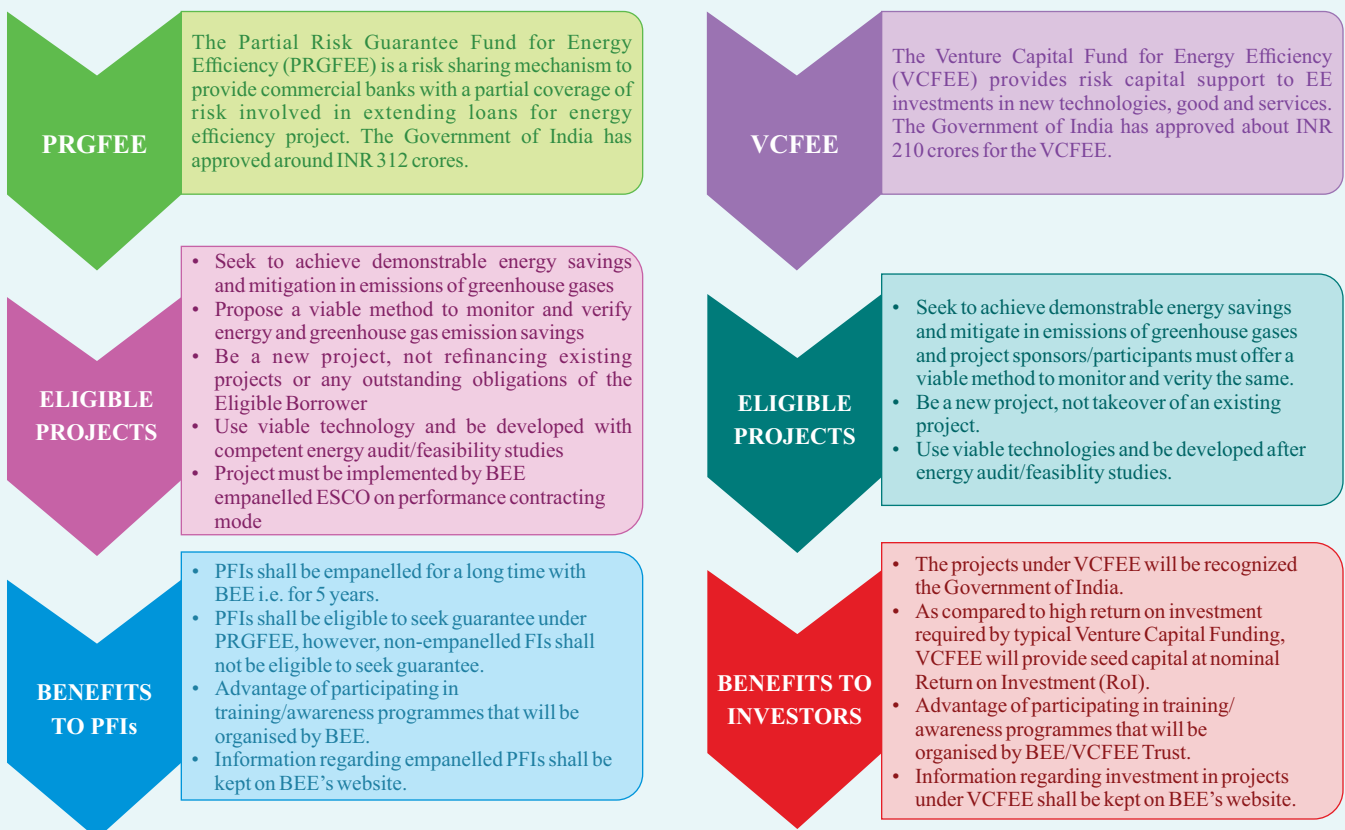 PRGFEE
The Partial Risk Guarantee Fund for Energy
Efficiency (PRGFEE) is a risk sharing mechanism to
provide commercial banks with a partial coverage of
risk involved in extending loans for energy
efficiency project. The Government of India has
approved around INR 312 crores.
ELIGIBLE
PROJECTS
• Seek to achieve demonstrable energy savings
and mitigation in emissions of greenhouse gases
• Propose a viable method to monitor and verify
energy and greenhouse gas emission savings
• Be a new project, not refinancing existing
projects or any outstanding obligations of the
Eligible Borrower
• Use viable technology and be developed with
competent energy audit/feasibility studies
• Project must be implemented by BEE
empanelled ESCO on performance contracting
mode
BENEFITS
TO PFIs
• PFIs shall be empanelled for a long time with
BEE i.e. for 5 years.
• PFIs shall be eligible to seek guarantee under
PRGFEE, however, non-empanelled FIs shall
not be eligible to seek guarantee.
• Advantage of participating in
training/awareness programmes that will be
organised by BEE.
• Information regarding empanelled PFIs shall be
kept on BEE's website.
VCFEE
The Venture Capital Fund for Energy Efficiency
(VCFEE) provides risk capital support to EE
investments in new technologies, good and services.
The Government of India has approved about INR
210 crores for the VCFEE.
ELIGIBLE
PROJECTS
• Seek to achieve demonstrable energy savings
and mitigate in emissions of greenhouse gases
and project sponsors/participants must offer a
viable method to monitor and verity the same.
• Be a new project, not takeover of an existing
project.
• Use viable technologies and be developed after
energy audit/feasiblity studies.
BENEFITS TO
INVESTORS
• The projects under VCFEE will be recognized
the Government of India.
• As compared to high return on investment
required by typical Venture Capital Funding,
VCFEE will provide seed capital at nominal
Return on Investment (RoI).
• Advantage of participating in training/
awareness programmes that will be
organised by BEE/VCFEE Trust.
• Information regarding investment in projects
under VCFEE shall be kept on BEE's website.